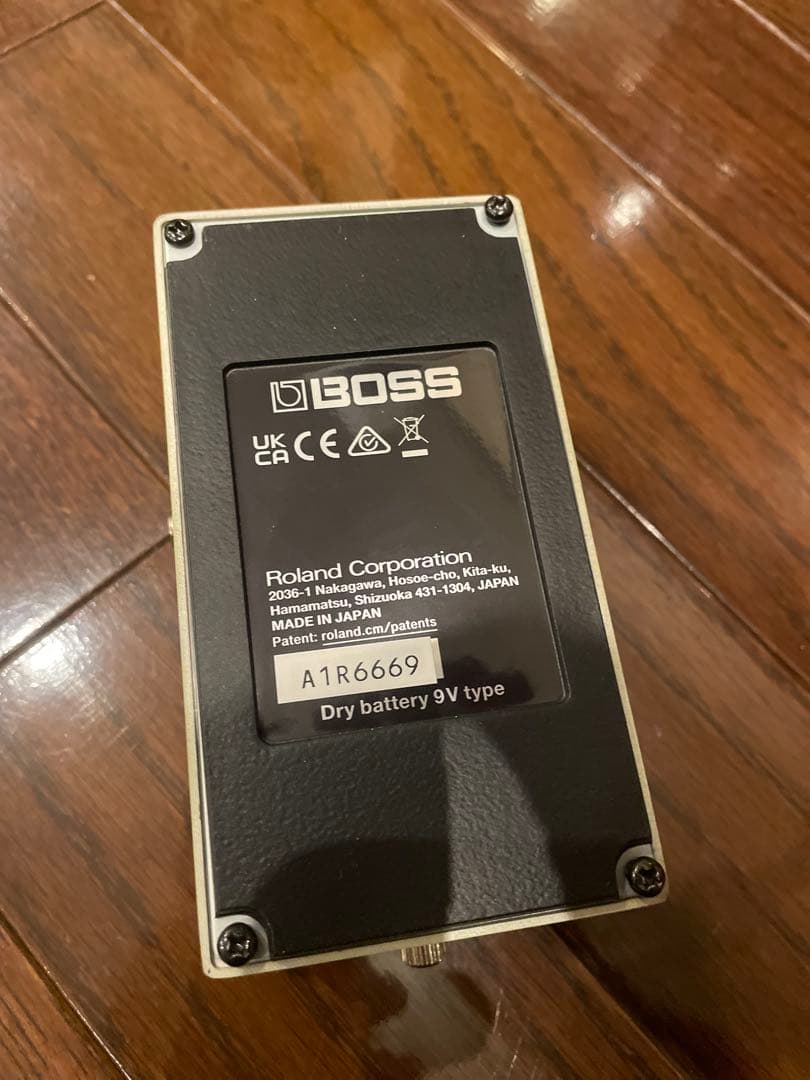 BOSS
UK
CA CE
Roland Corporation
2036-1 Nakagawa, Hosoe-cho, Kita-ku,
Hamamatsu, Shizuoka 431-1304, JAPAN
MADE IN JAPAN
Patent: roland.cm/patents
A1R6669
Dry battery 9V type